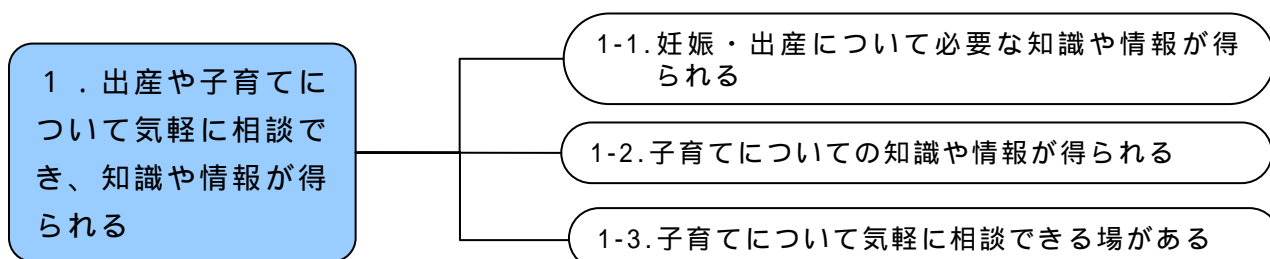 1．出産や子育てに
ついて気軽に相談で
き、知識や情報が得
られる
1-1.妊娠・出産について必要な知識や情報が得
られる
1-2.子育てについての知識や情報が得られる
1-3.子育てについて気軽に相談できる場がある